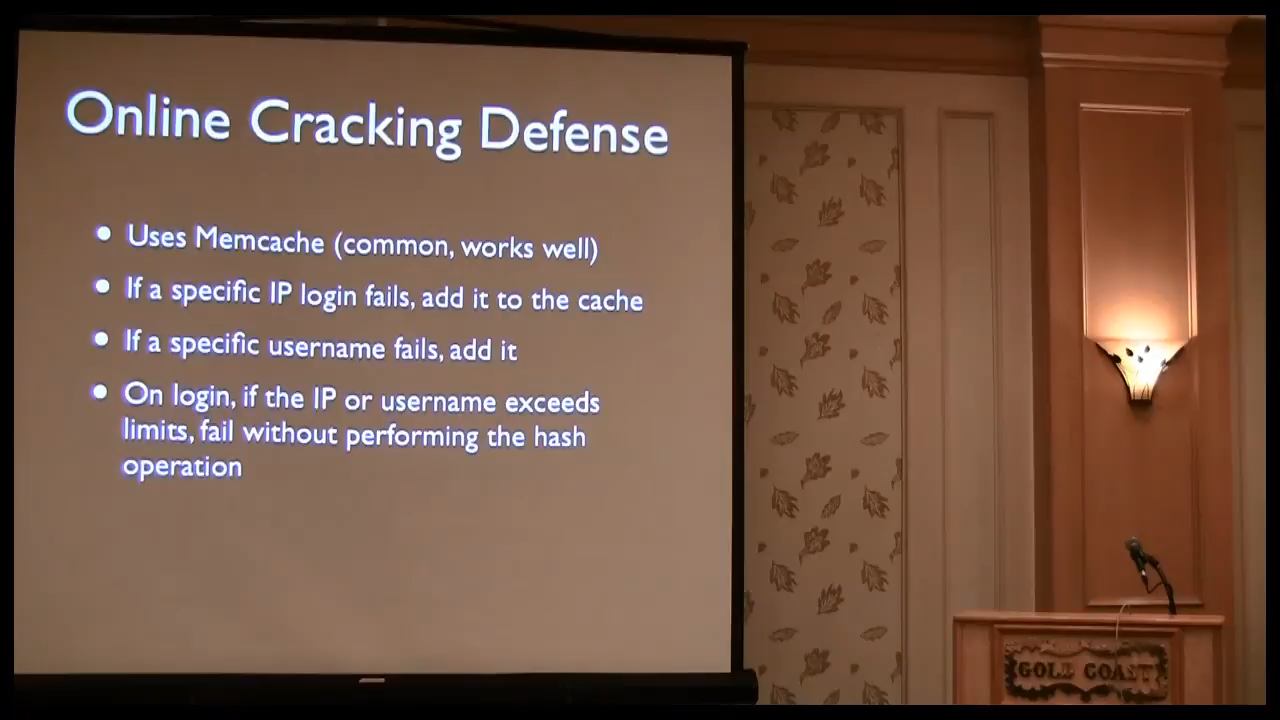 Online Cracking Defense
• Uses Memcache (common, works well)
• If a specific IP login fails, add it to the cache
• If a specific username fails, add it
• On login, if the IP or username exceeds
limits, fail without performing the hash
operation
GOLD COAST